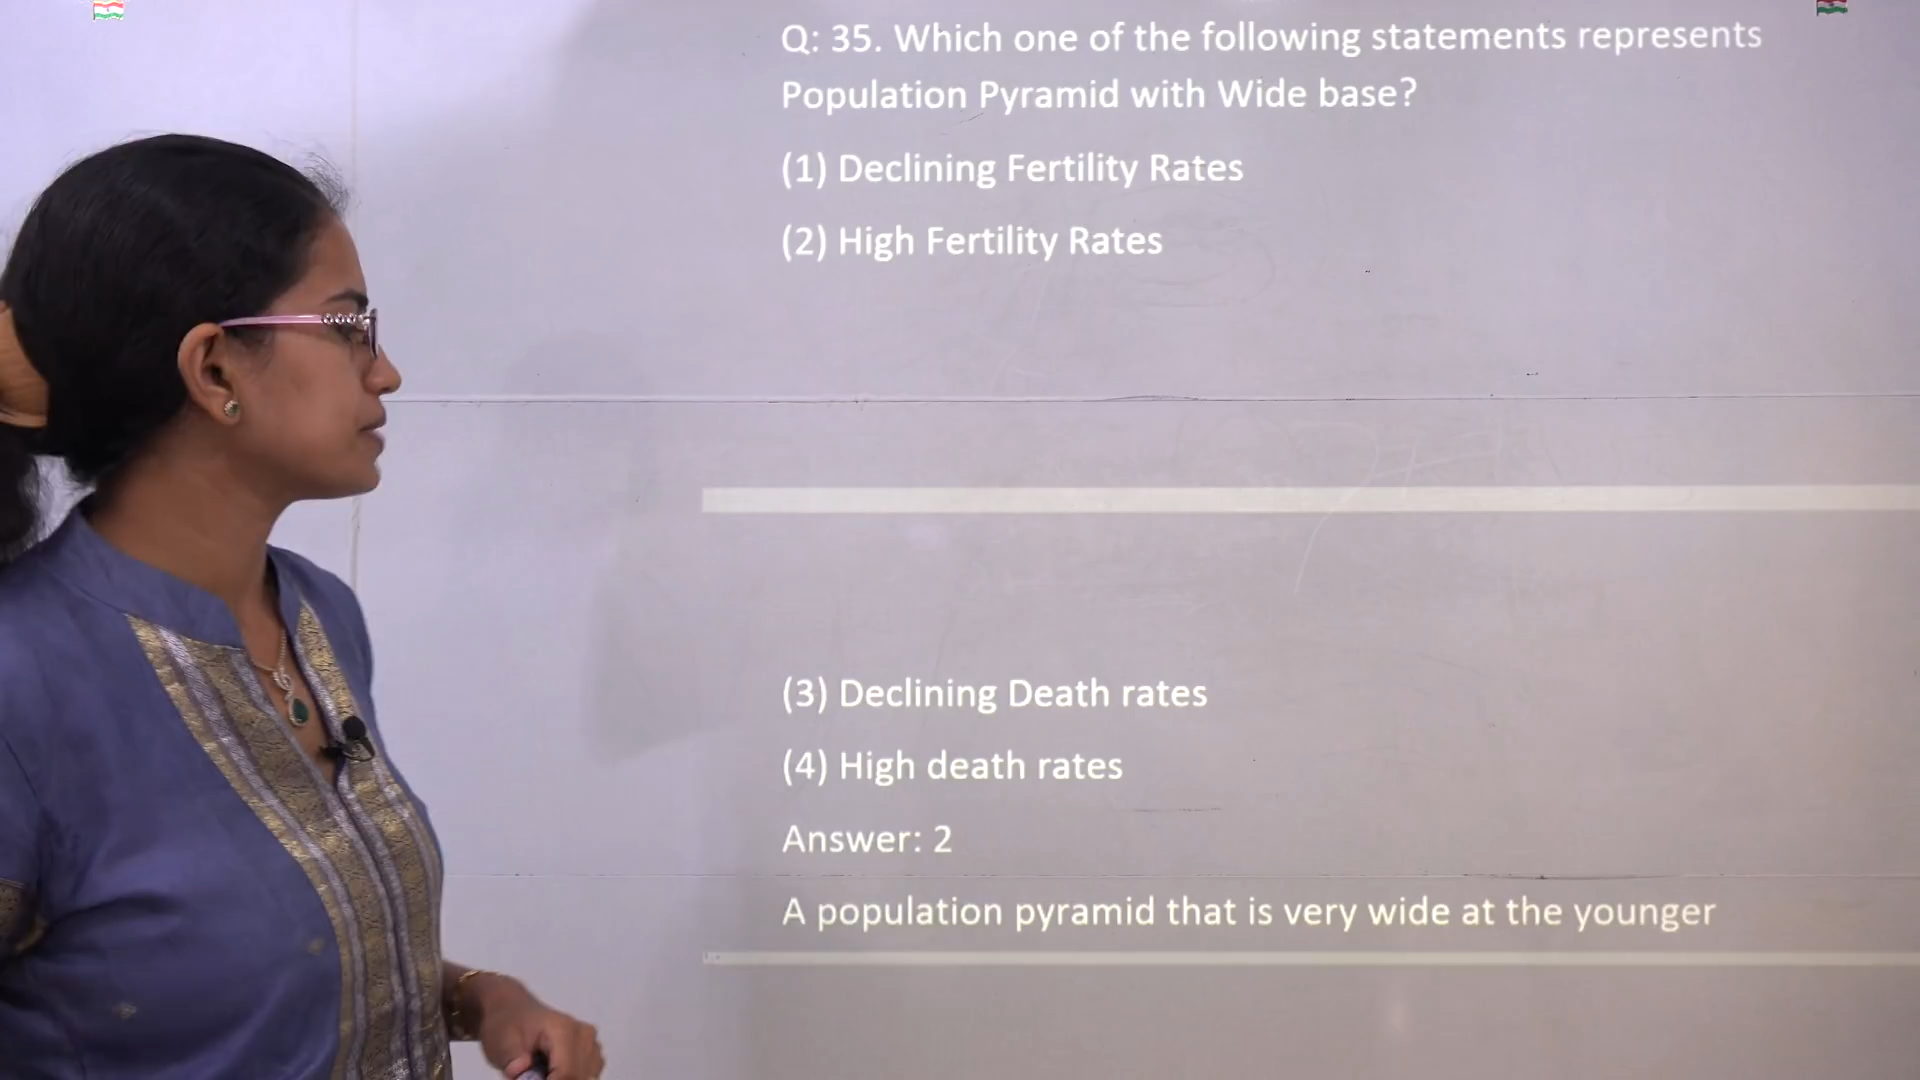 Q: 35. Which one of the following statements represents
Population Pyramid with Wide base?
(1) Declining Fertility Rates
(2) High Fertility Rates
(3) Declining Death rates
(4) High death rates
Answer: 2
A population pyramid that is very wide at the younger